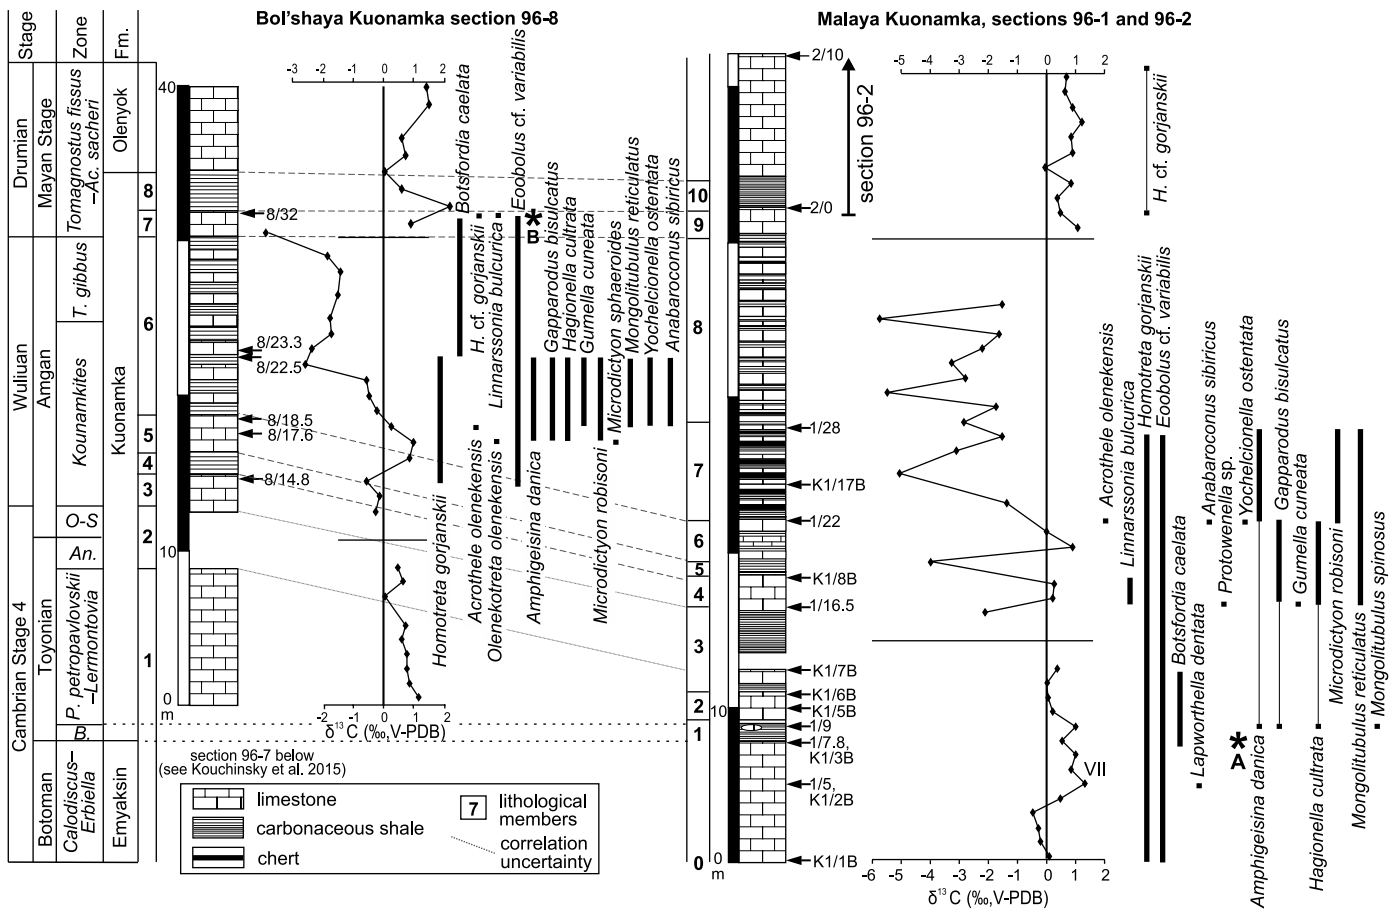 Bol’shaya Kuonamka section 96-8
Malaya Kuonamka, sections 96-1 and 96-2
Stage
Zone
Fm.
Drumian
Mayan Stage
Tomagnostus fissus
–Ac. sacheri
Olenyok
Wuliuan
Amgan
T. gibbus
Kounamkites
Kuonamka
Cambrian Stage 4
Toyonian
O-S
An.
P. petropavlovskii
–Lermontovia
B.
Botoman
Calodiscus–
Erbiella
Emyaksin
8
7
6
5
4
3
2
1
40
10
0
m
-3 -1 0 1 2
8/32
8/23.3
8/22.5
8/18.5
8/17.6
8/14.8
-2 -1 0 1 2
δ13 C (‰,V-PDB)
Botsfordia caelata
H. cf. gorjanskii
Linnarssonia bulcurica
Eoobolus cf. variabilis
B
Gapparodus bisulcatus
Hagionella cultrata
Gumella cuneata
Microdictyon sphaeroides
Mongolitubulus reticulatus
Yochelcionella ostentata
Anabaroconus sibiricus
Homotreta gorjanskii
Acrothele olenekensis
Olenekotreta olenekensis
Amphigeisina danica
Microdictyon robisoni
section 96-7 below
(see Kouchinsky et al. 2015)
limestone
carbonaceous shale
chert
7 lithological
members
correlation
uncertainty
10
9
8
7
6
5
4
3
2
1
0
10
0
m
2/10
section 96-2
2/0
1/28
K1/17B
1/22
K1/8B
1/16.5
K1/7B
K1/6B
K1/5B
1/9
1/7.8,
K1/3B
1/5,
K1/2B
K1/1B
-5 -4 -3 -2 -1 0 1 2
VII
-6 -5 -4 -3 -2 -1 0 1 2
δ13 C (‰,V-PDB)
H. cf. gorjanskii
Acrothele olenekensis
Linnarssonia bulcurica
Homotreta gorjanskii
Eoobolus cf. variabilis
Botsfordia caelata
Lapworthella dentata
Anabaroconus sibiricus
Protowenella sp.
Yochelcionella ostentata
A
Amphigeisina danica
Gapparodus bisulcatus
Gumella cuneata
Hagionella cultrata
Microdictyon robisoni
Mongolitubulus reticulatus
Mongolitubulus spinosus